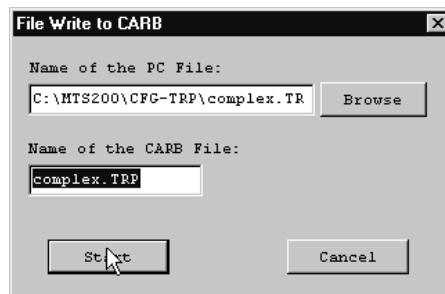 File Write to CARB
Name of the PC File:
C:\MTS200\CFG-TRP\complex.TR
Browse
Name of the CARB File:
complex.TRP
Start
Cancel